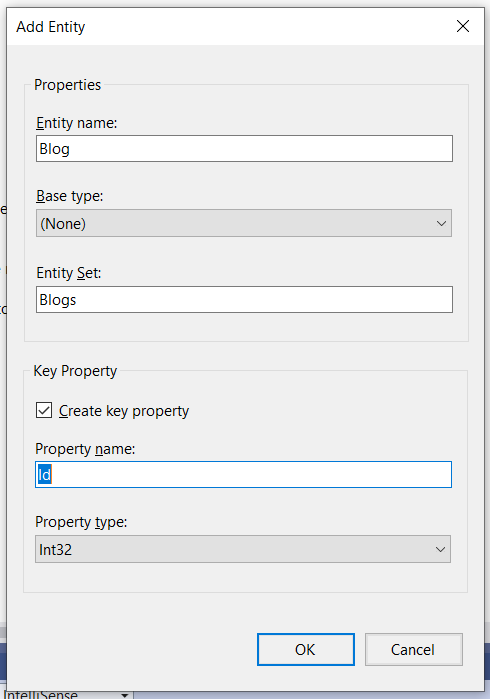 Add Entity
Properties
Entity name:
Blog
Base type:
(None)
Entity Set:
Blogs
Key Property
Create key property
Property name:
Id
Property type:
Int32
OK
Cancel
IntelliSense